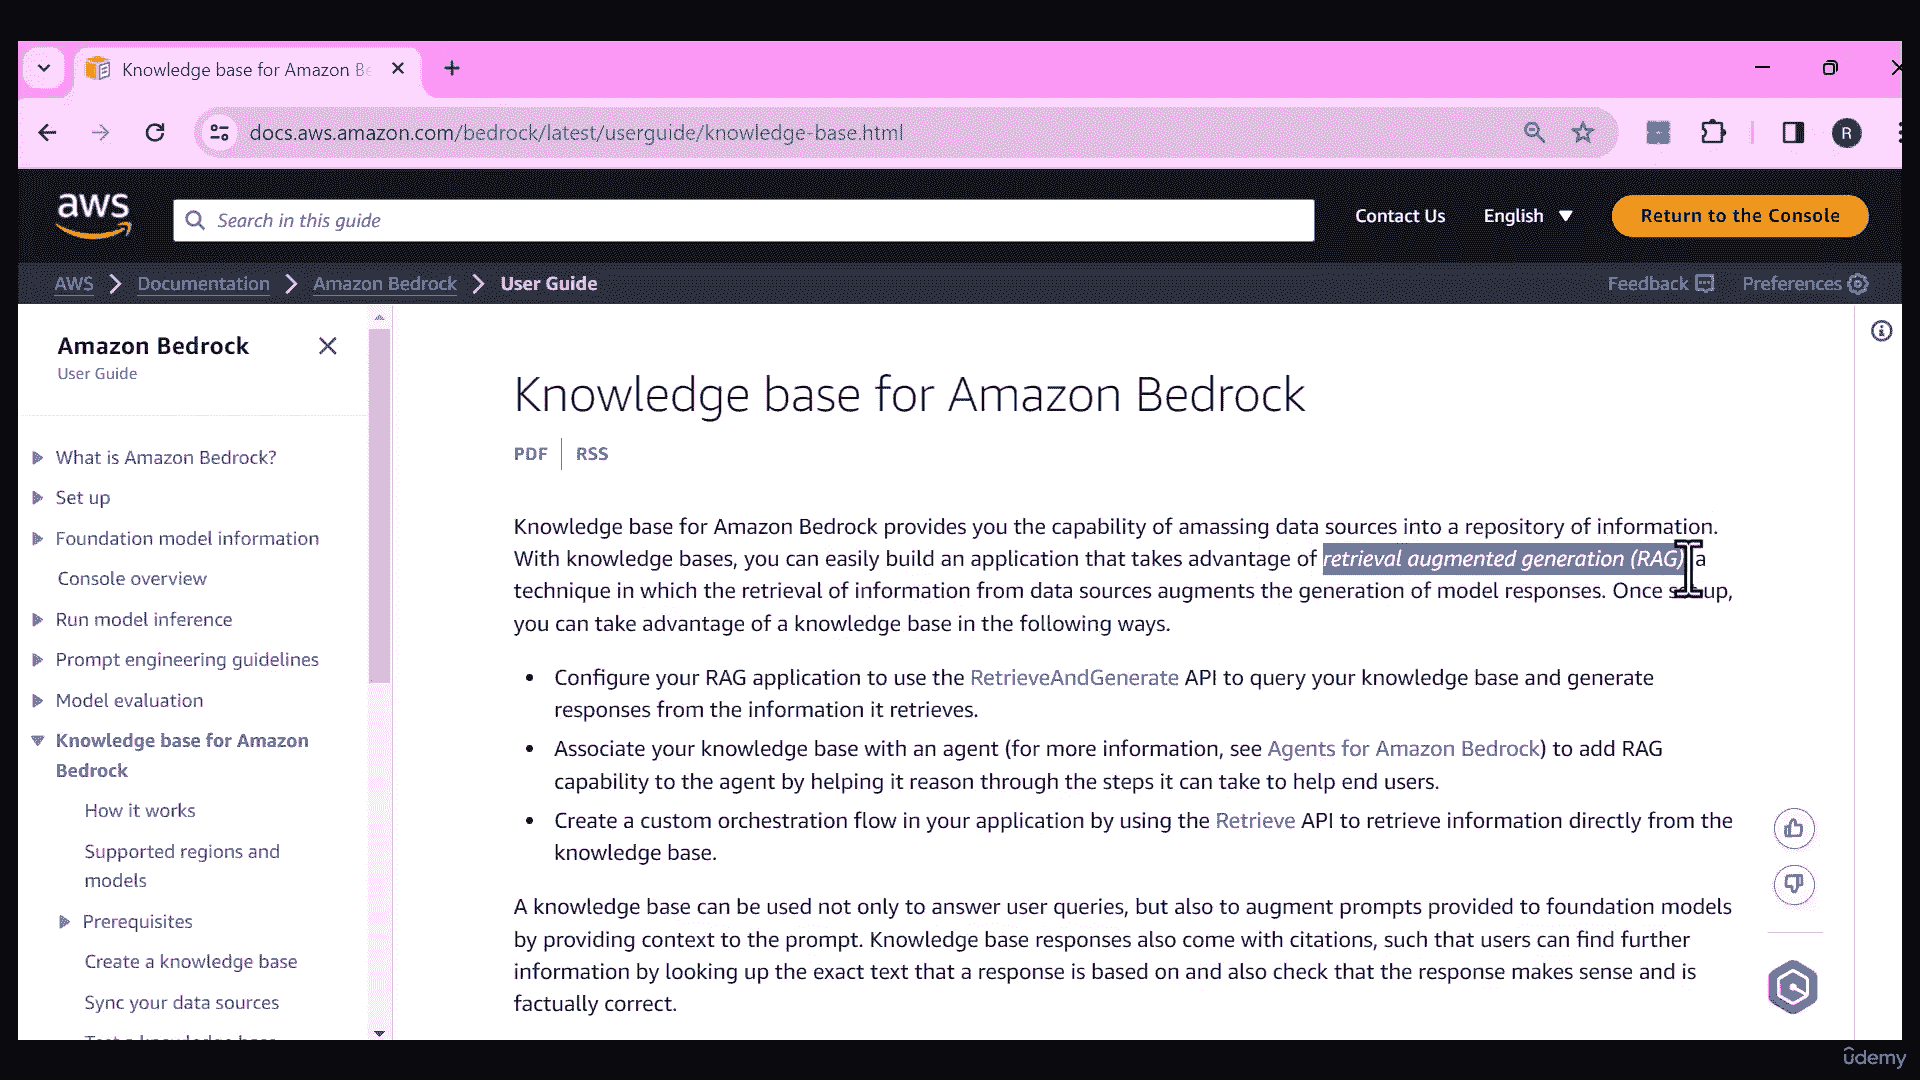 Knowledge base for Amazon Be
docs.aws.amazon.com/bedrock/latest/userguide/knowledge-base.html
R
aws
Search in this guide
Contact Us
English
Return to the Console
AWS
Documentation
Amazon Bedrock
User Guide
Feedback
Preferences
Amazon Bedrock
User Guide
What is Amazon Bedrock?
Set up
Foundation model information
Console overview
Run model inference
Prompt engineering guidelines
Model evaluation
Knowledge base for Amazon
Bedrock
How it works
Supported regions and
models
Prerequisites
Create a knowledge base
Sync your data sources
Knowledge base for Amazon Bedrock
PDF
RSS
Knowledge base for Amazon Bedrock provides you the capability of amassing data sources into a repository of information.
With knowledge bases, you can easily build an application that takes advantage of retrieval augmented generation (RAG) a
technique in which the retrieval of information from data sources augments the generation of model responses. Once up,
you can take advantage of a knowledge base in the following ways.
• Configure your RAG application to use the RetrieveAndGenerate API to query your knowledge base and generate
responses from the information it retrieves.
• Associate your knowledge base with an agent (for more information, see Agents for Amazon Bedrock) to add RAG
capability to the agent by helping it reason through the steps it can take to help end users.
• Create a custom orchestration flow in your application by using the Retrieve API to retrieve information directly from the
knowledge base.
A knowledge base can be used not only to answer user queries, but also to augment prompts provided to foundation models
by providing context to the prompt. Knowledge base responses also come with citations, such that users can find further
information by looking up the exact text that a response is based on and also check that the response makes sense and is
factually correct.
udemy